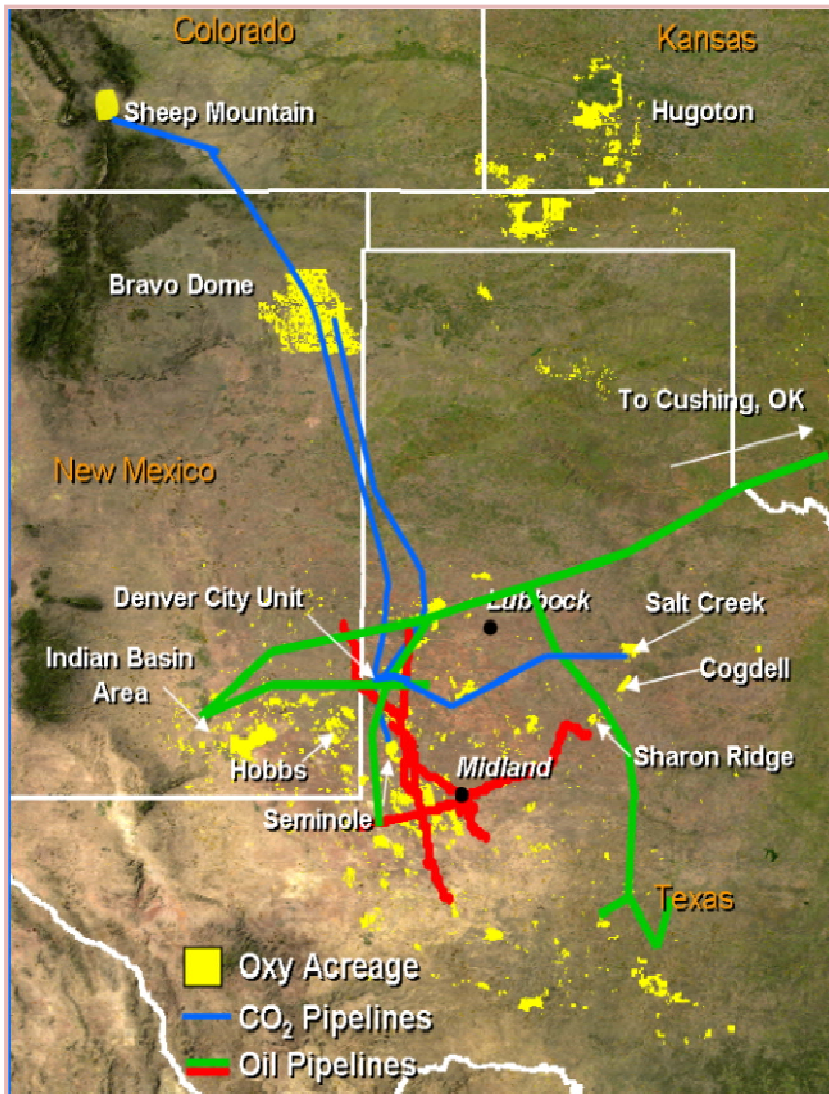 Colorado
Kansas
Sheep Mountain
Hugoton
Bravo Dome
To Cushing, OK
New Mexico
Denver City Unit
Lubbock
Salt Creek
Indian Basin
Area
Cogdell
Hobbs
Midland
Sharon Ridge
Seminole
Texas
Oxy Acreage
CO₂ Pipelines
Oil Pipelines